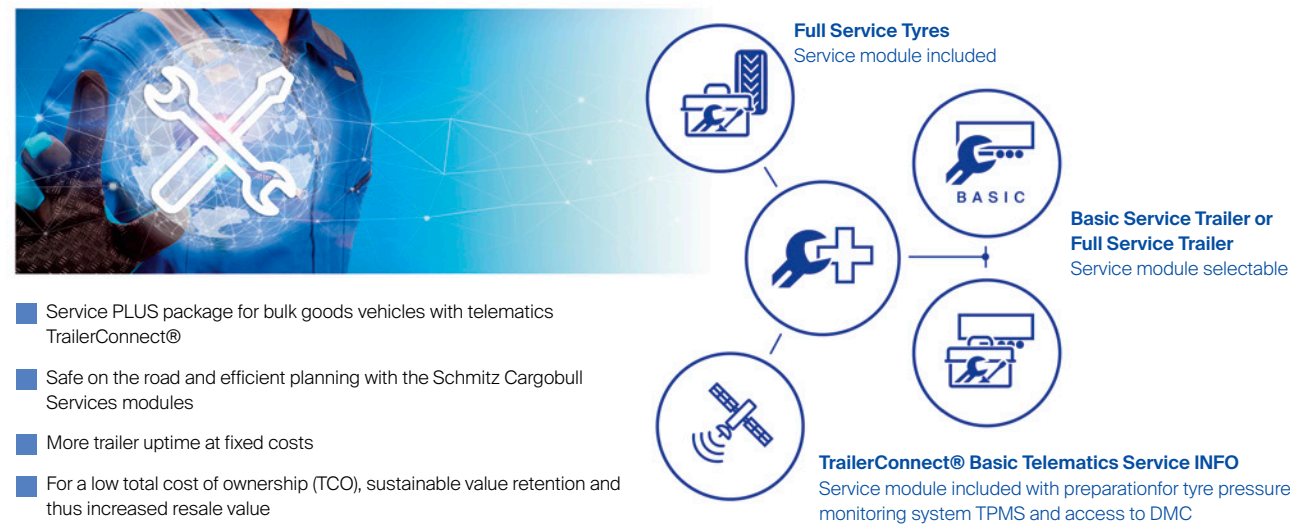 Full Service Tyres
Service module included
BASIC
Basic Service Trailer or
Full Service Trailer
Service module selectable
Service PLUS package for bulk goods vehicles with telematics
TrailerConnect®
Safe on the road and efficient planning with the Schmitz Cargobull
Services modules
More trailer uptime at fixed costs
For a low total cost of ownership (TCO), sustainable value retention and
thus increased resale value
TrailerConnect® Basic Telematics Service INFO
Service module included with preparationfor tyre pressure
monitoring system TPMS and access to DMC